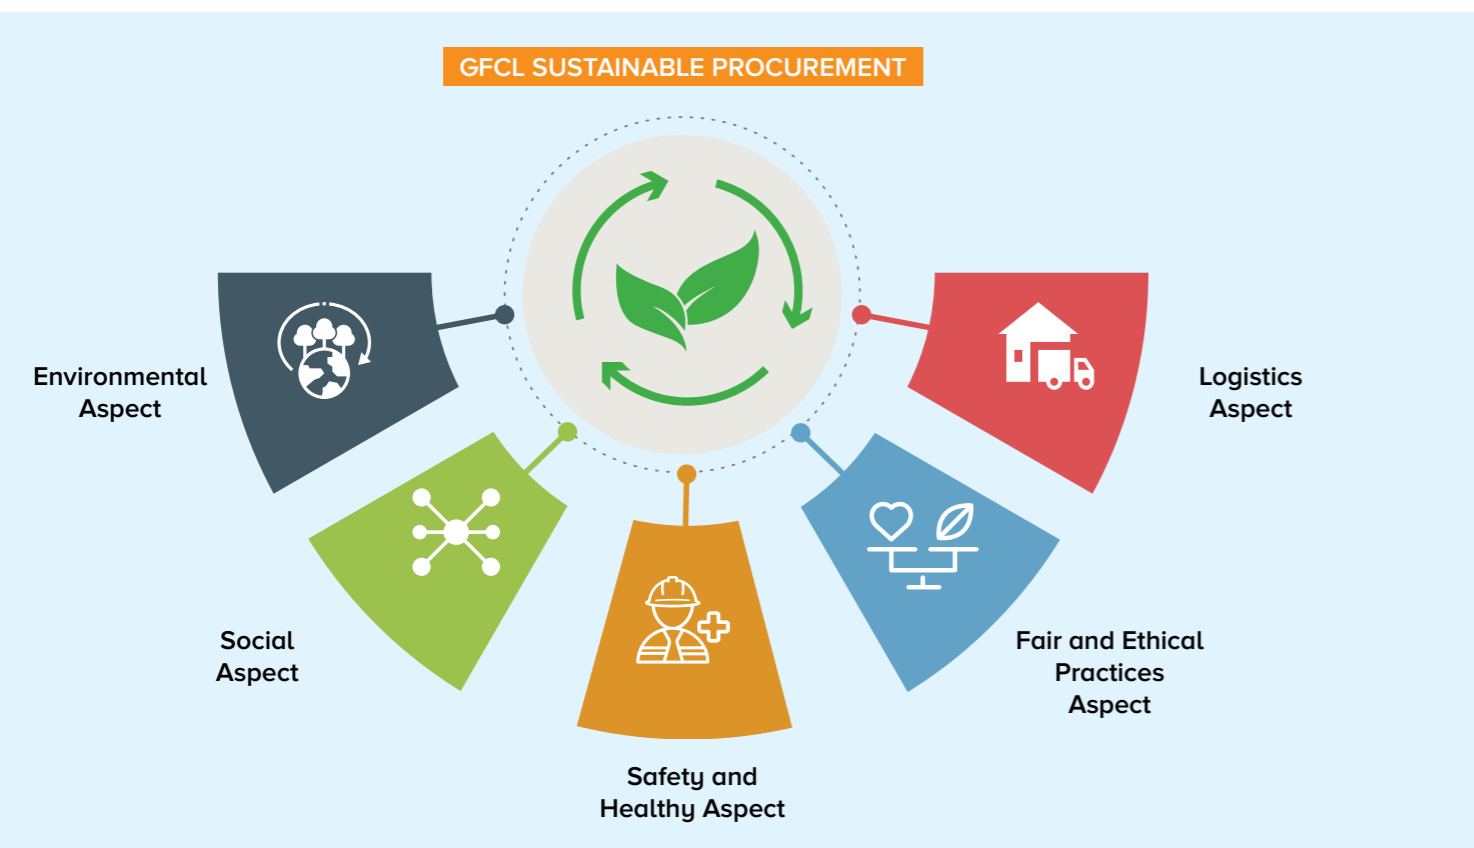 GFCL SUSTAINABLE PROCUREMENT
Environmental
Aspect
Social
Aspect
Safety and
Healthy Aspect
Fair and Ethical
Practices
Aspect
Logistics
Aspect